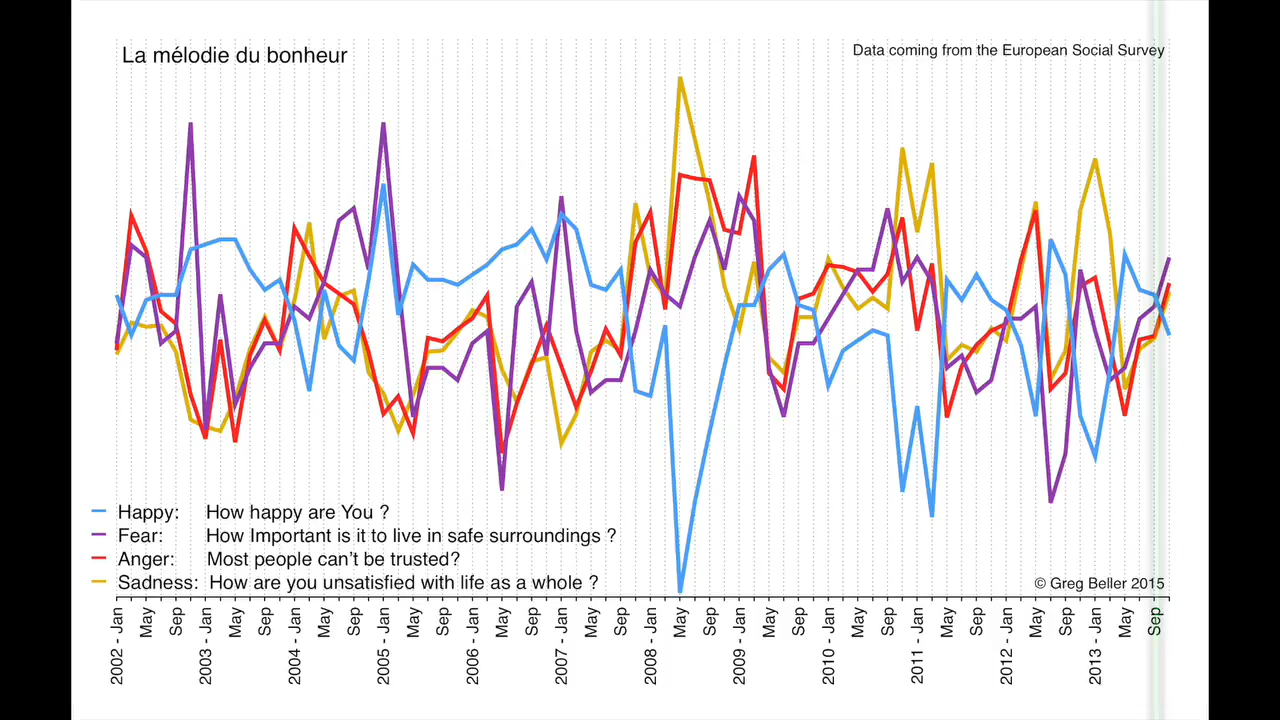 La mélodie du bonheur
Data coming from the European Social Survey
Happy: How happy are You ?
Fear: How Important is it to live in safe surroundings ?
Anger: Most people can't be trusted?
Sadness: How are you unsatisfied with life as a whole ?
© Greg Beller 2015
2002 - Jan
May
Sep
2003 - Jan
May
Sep
2004 - Jan
May
Sep
2005 - Jan
May
Sep
2006 - Jan
May
Sep
2007 - Jan
May
Sep
2008 - Jan
May
Sep
2009 - Jan
May
Sep
2010 - Jan
May
Sep
2011 - Jan
May
Sep
2012 - Jan
May
Sep
2013 - Jan
May
Sep